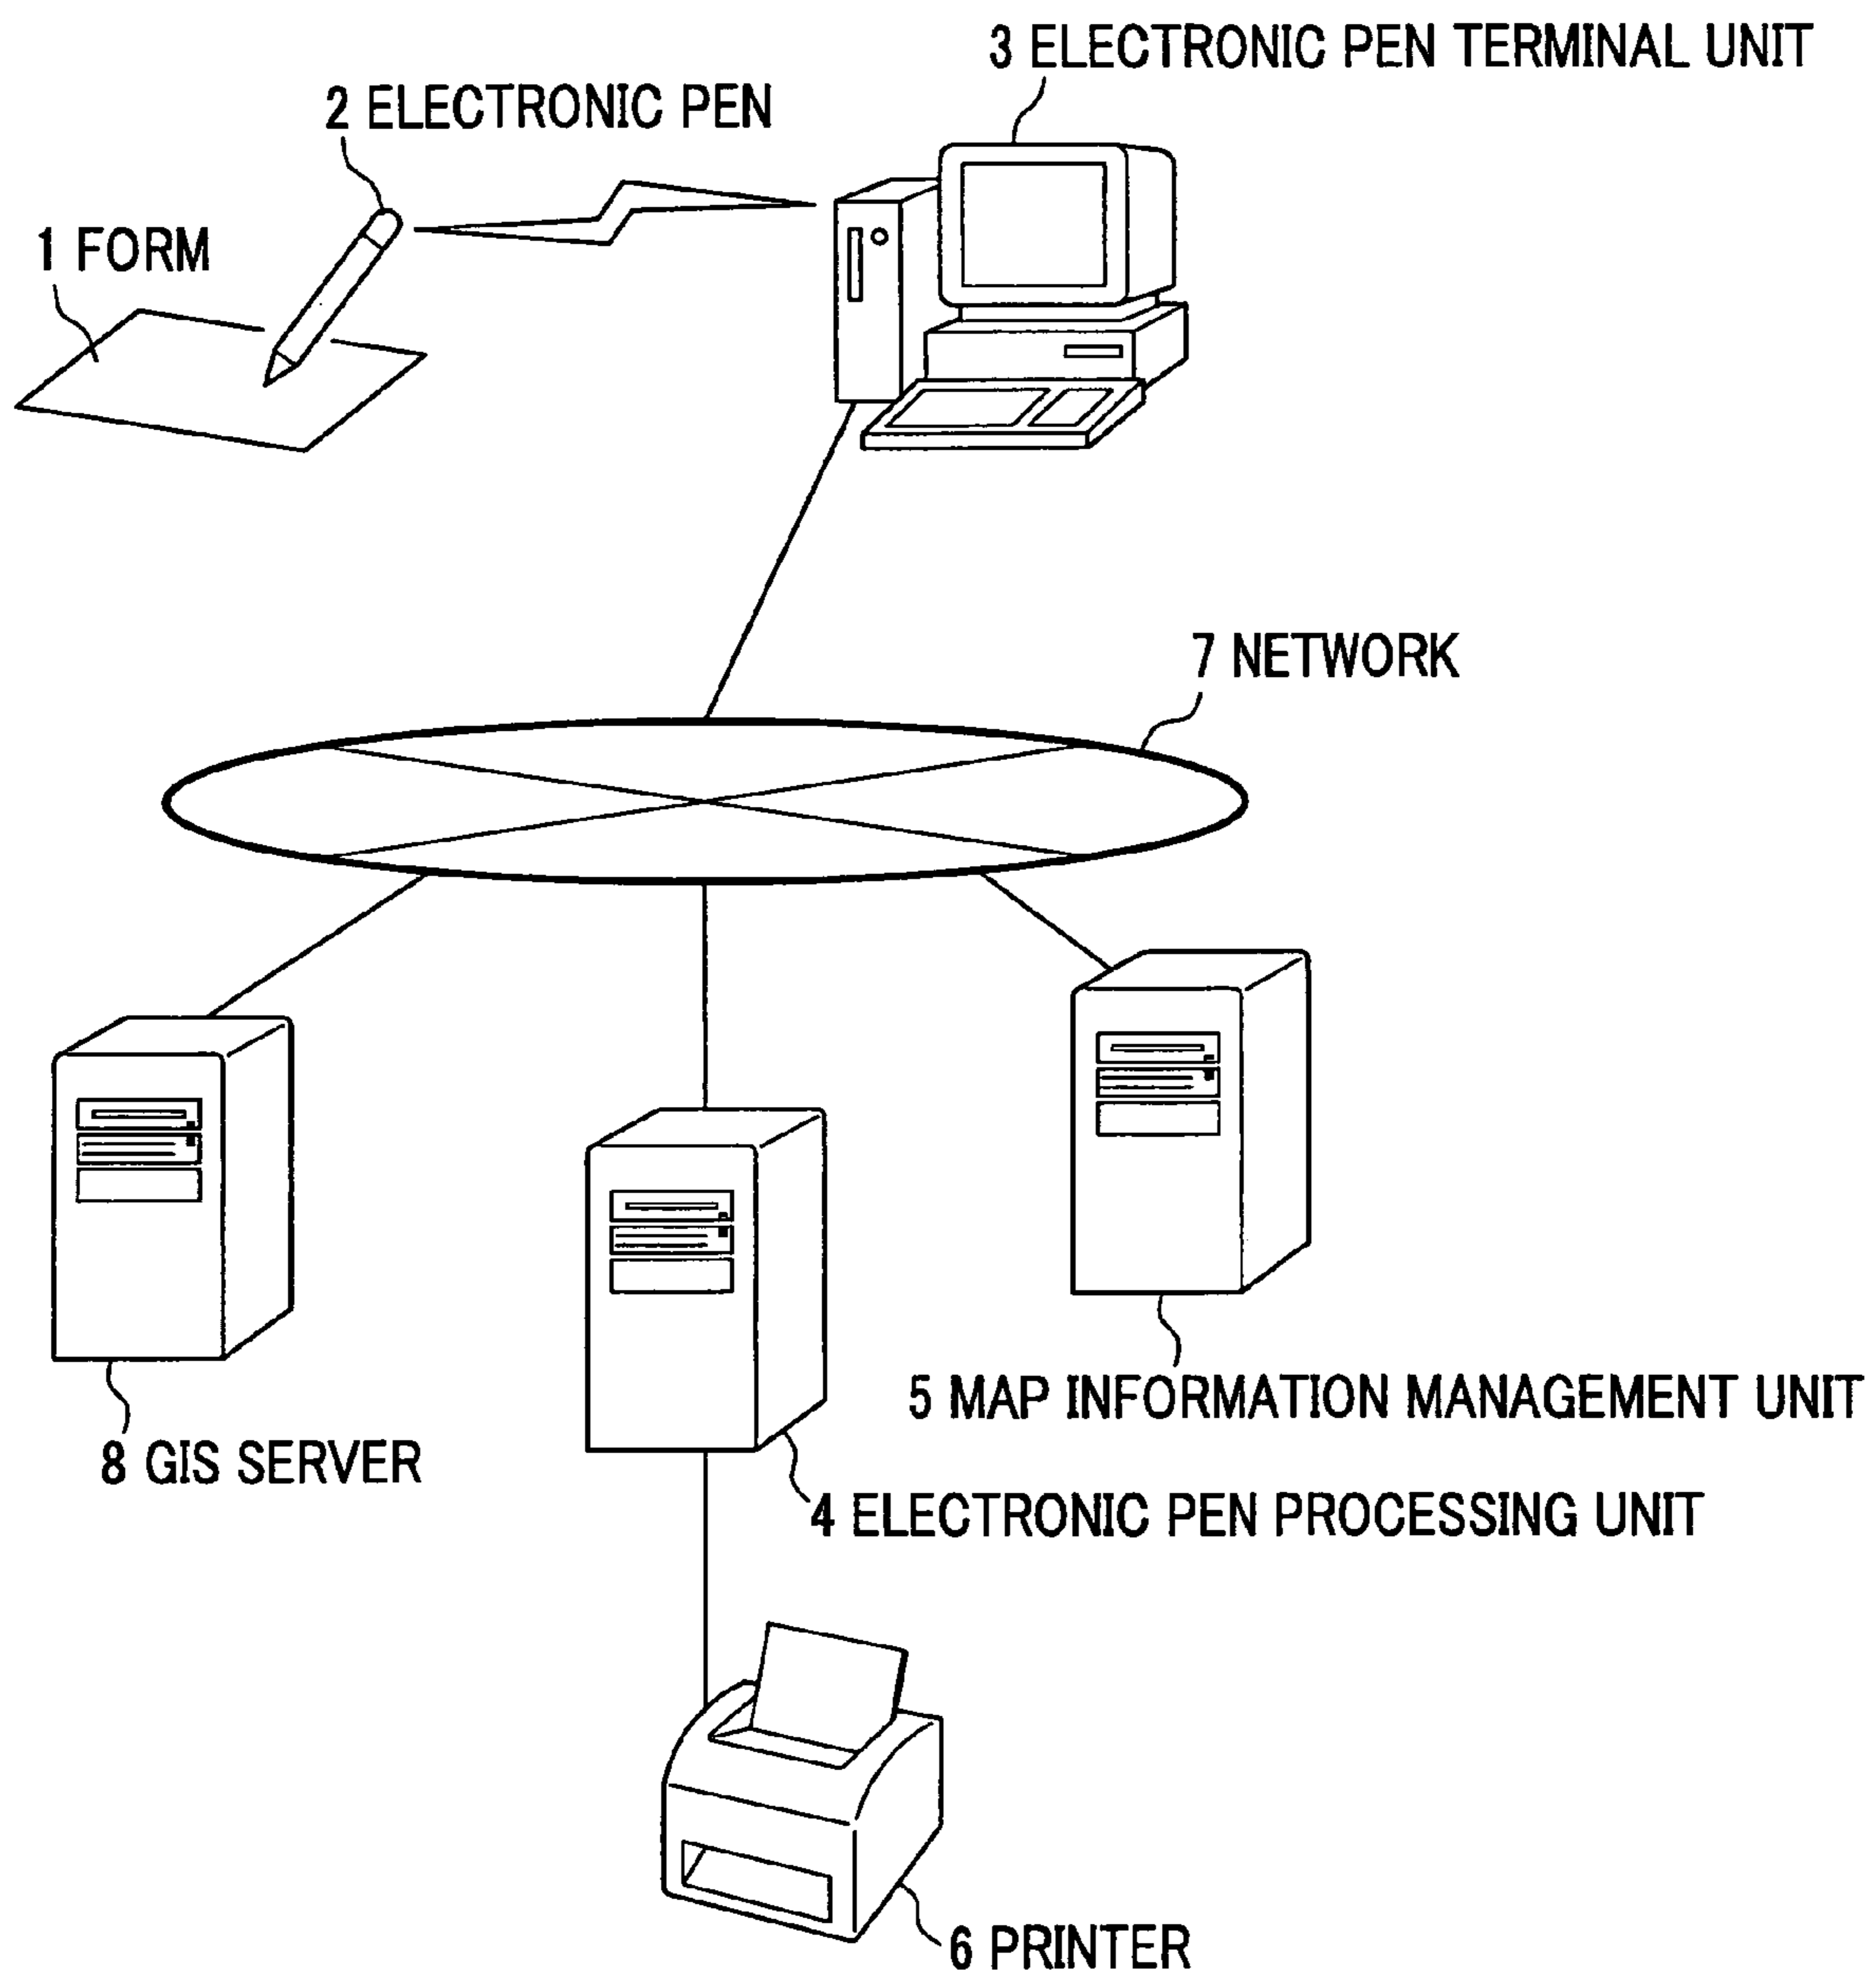 3 ELECTRONIC PEN TERMINAL UNIT
2 ELECTRONIC PEN
1 FORM
7 NETWORK
5 MAP INFORMATION MANAGEMENT UNIT
8 GIS SERVER
4 ELECTRONIC PEN PROCESSING UNIT
6 PRINTER